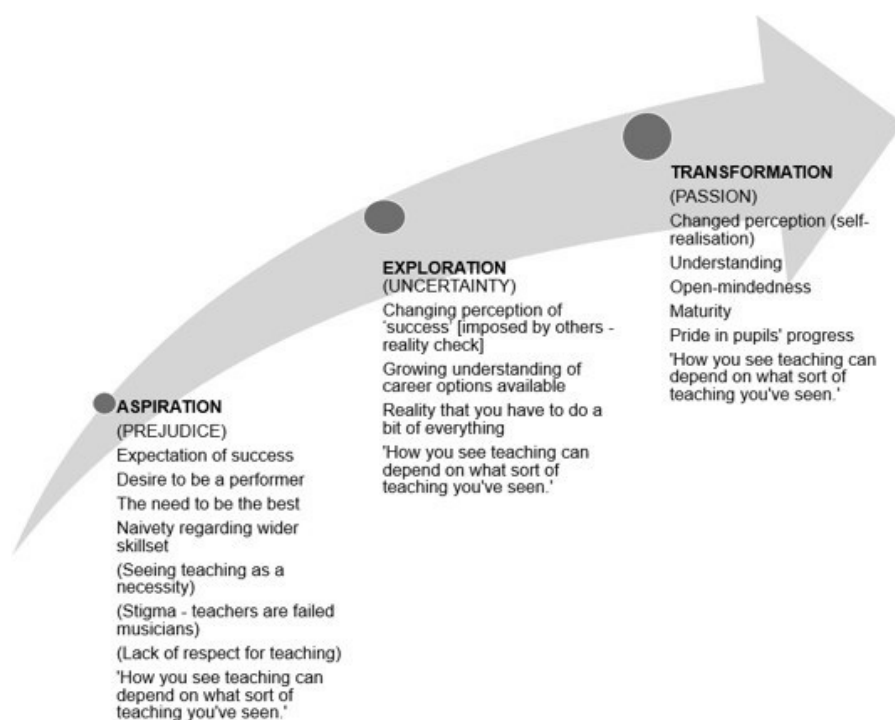 ASPIRATION
(PREJUDICE)
Expectation of success
Desire to be a performer
The need to be the best
Naivety regarding wider
skillset
(Seeing teaching as a
necessity)
(Stigma - teachers are failed
musicians)
(Lack of respect for teaching)
'How you see teaching can
depend on what sort of
teaching you've seen.'
EXPLORATION
(UNCERTAINTY)
Changing perception of
'success' [imposed by others -
reality check]
Growing understanding of
career options available
Reality that you have to do a
bit of everything
'How you see teaching can
depend on what sort of
teaching you've seen.'
TRANSFORMATION
(PASSION)
Changed perception (self-
realisation)
Understanding
Open-mindedness
Maturity
Pride in pupils' progress
'How you see teaching can
depend on what sort of
teaching you've seen.'